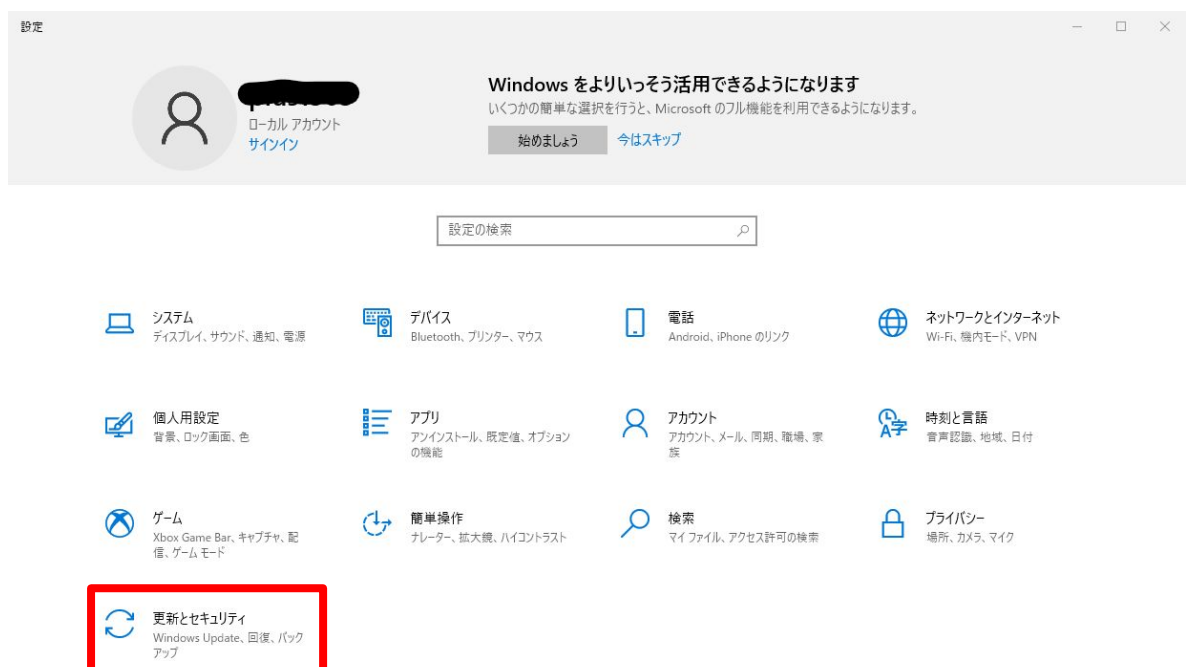 設定
ローカル アカウント
サインイン
Windows をよりいっそう活用できるようになります
いくつかの簡単な選択を行うと、Microsoft のフル機能を利用できるようになります。
始めましょう
今はスキップ
設定の検索
システム
ディスプレイ、サウンド、通知、電源
デバイス
Bluetooth、プリンター、マウス
電話
Android、iPhone のリンク
ネットワークとインターネット
Wi-Fi、機内モード、VPN
個人用設定
背景、ロック画面、色
アプリ
アンインストール、既定値、オプション
の機能
アカウント
アカウント、メール、同期、職場、家
族
時刻と言語
音声認識、地域、日付
ゲーム
Xbox Game Bar、キャプチャ、配
信、ゲーム モード
簡単操作
ナレーター、拡大鏡、ハイコントラスト
検索
マイ ファイル、アクセス許可の検索
プライバシー
場所、カメラ、マイク
更新とセキュリティ
Windows Update、回復、バック
アップ